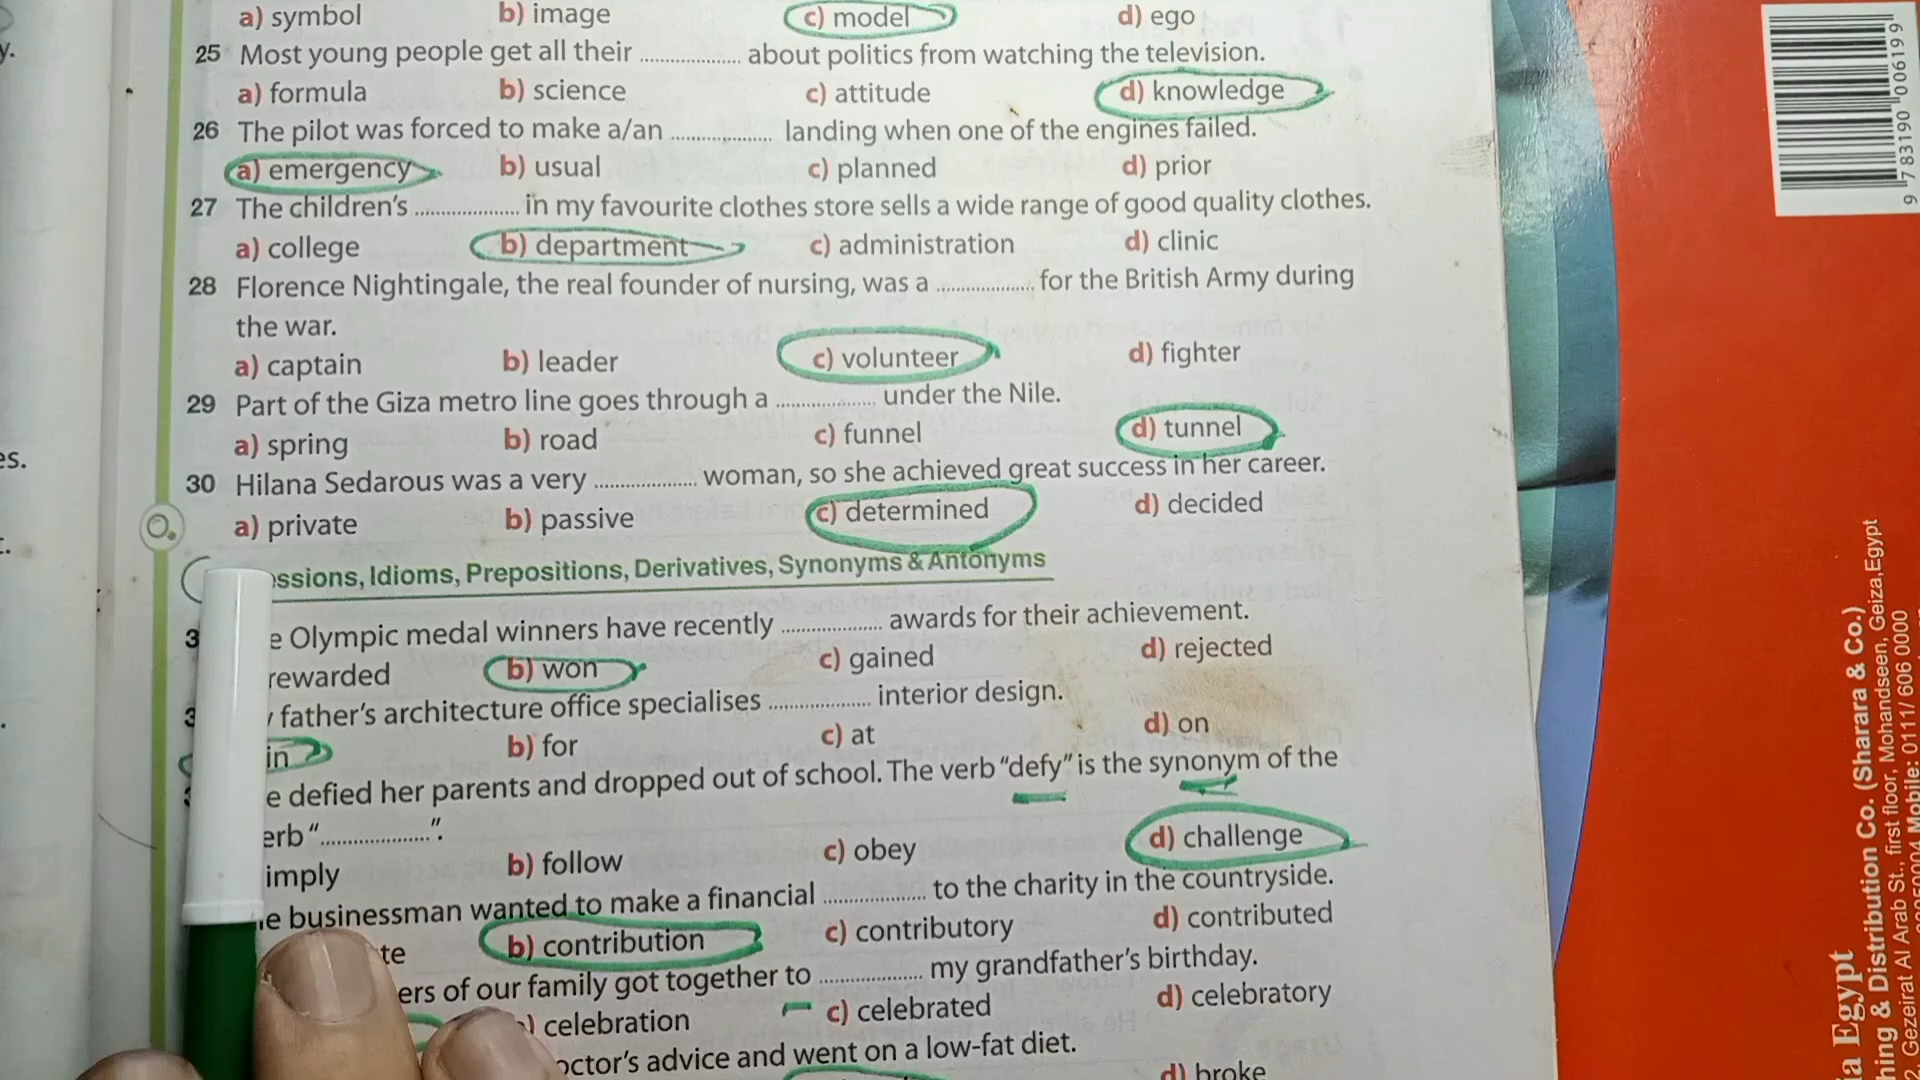 a) symbol b) image c) model d) ego
25 Most young people get all their .................... about politics from watching the television.
a) formula b) science c) attitude d) knowledge
26 The pilot was forced to make a/an .................... landing when one of the engines failed.
a) emergency b) usual c) planned d) prior
27 The children's .................... in my favourite clothes store sells a wide range of good quality clothes.
a) college b) department c) administration d) clinic
28 Florence Nightingale, the real founder of nursing, was a .................... for the British Army during
the war.
a) captain b) leader c) volunteer d) fighter
29 Part of the Giza metro line goes through a .................... under the Nile.
a) spring b) road c) funnel d) tunnel
30 Hilana Sedarous was a very .................... woman, so she achieved great success in her career.
a) private b) passive c) determined d) decided
essions, Idioms, Prepositions, Derivatives, Synonyms & Antonyms
3 e Olympic medal winners have recently .................... awards for their achievement.
rewarded b) won c) gained d) rejected
3 father's architecture office specialises .................... interior design.
in b) for c) at d) on
e defied her parents and dropped out of school. The verb "defy" is the synonym of the
erb "....................".
imply b) follow c) obey d) challenge
e businessman wanted to make a financial .................... to the charity in the countryside.
te b) contribution c) contributory d) contributed
ers of our family got together to .................... my grandfather's birthday.
) celebration c) celebrated d) celebratory
octor's advice and went on a low-fat diet.
d) broke
y.
es.
9 783190 006199
ia Egypt
hing & Distribution Co. (Sharara & Co.)
Gezeirat Al Arab St., first floor, Mohandseen, Geiza,Egypt
Mobile: 0111/ 606 0000